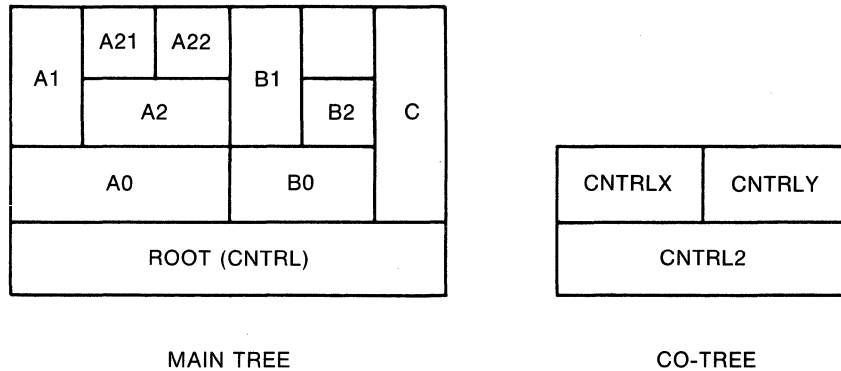 A21 A22
A1 B1
A2 B2 C
A0 B0 CNTRLX CNTRLY
ROOT (CNTRL) CNTRL2
MAIN TREE CO-TREE